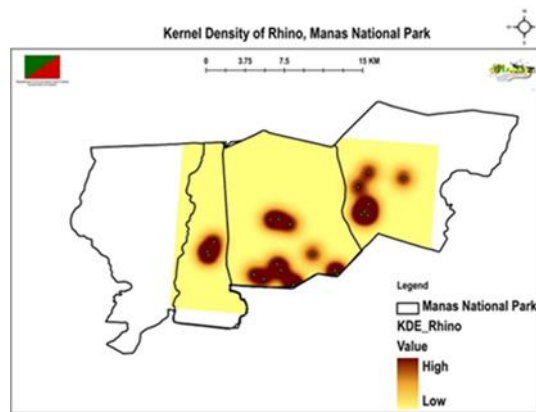 Kernel Density of Rhino, Manas National Park
0 3.75 7.5 15 KM
Legend
Manas National Park
KDE_Rhino
Value
High
Low